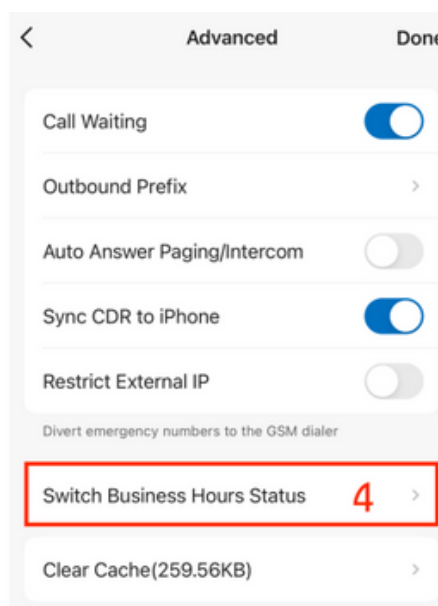 Advanced
Done
Call Waiting
Outbound Prefix
Auto Answer Paging/Intercom
Sync CDR to iPhone
Restrict External IP
Divert emergency numbers to the GSM dialer
Switch Business Hours Status 4
Clear Cache(259.56KB)